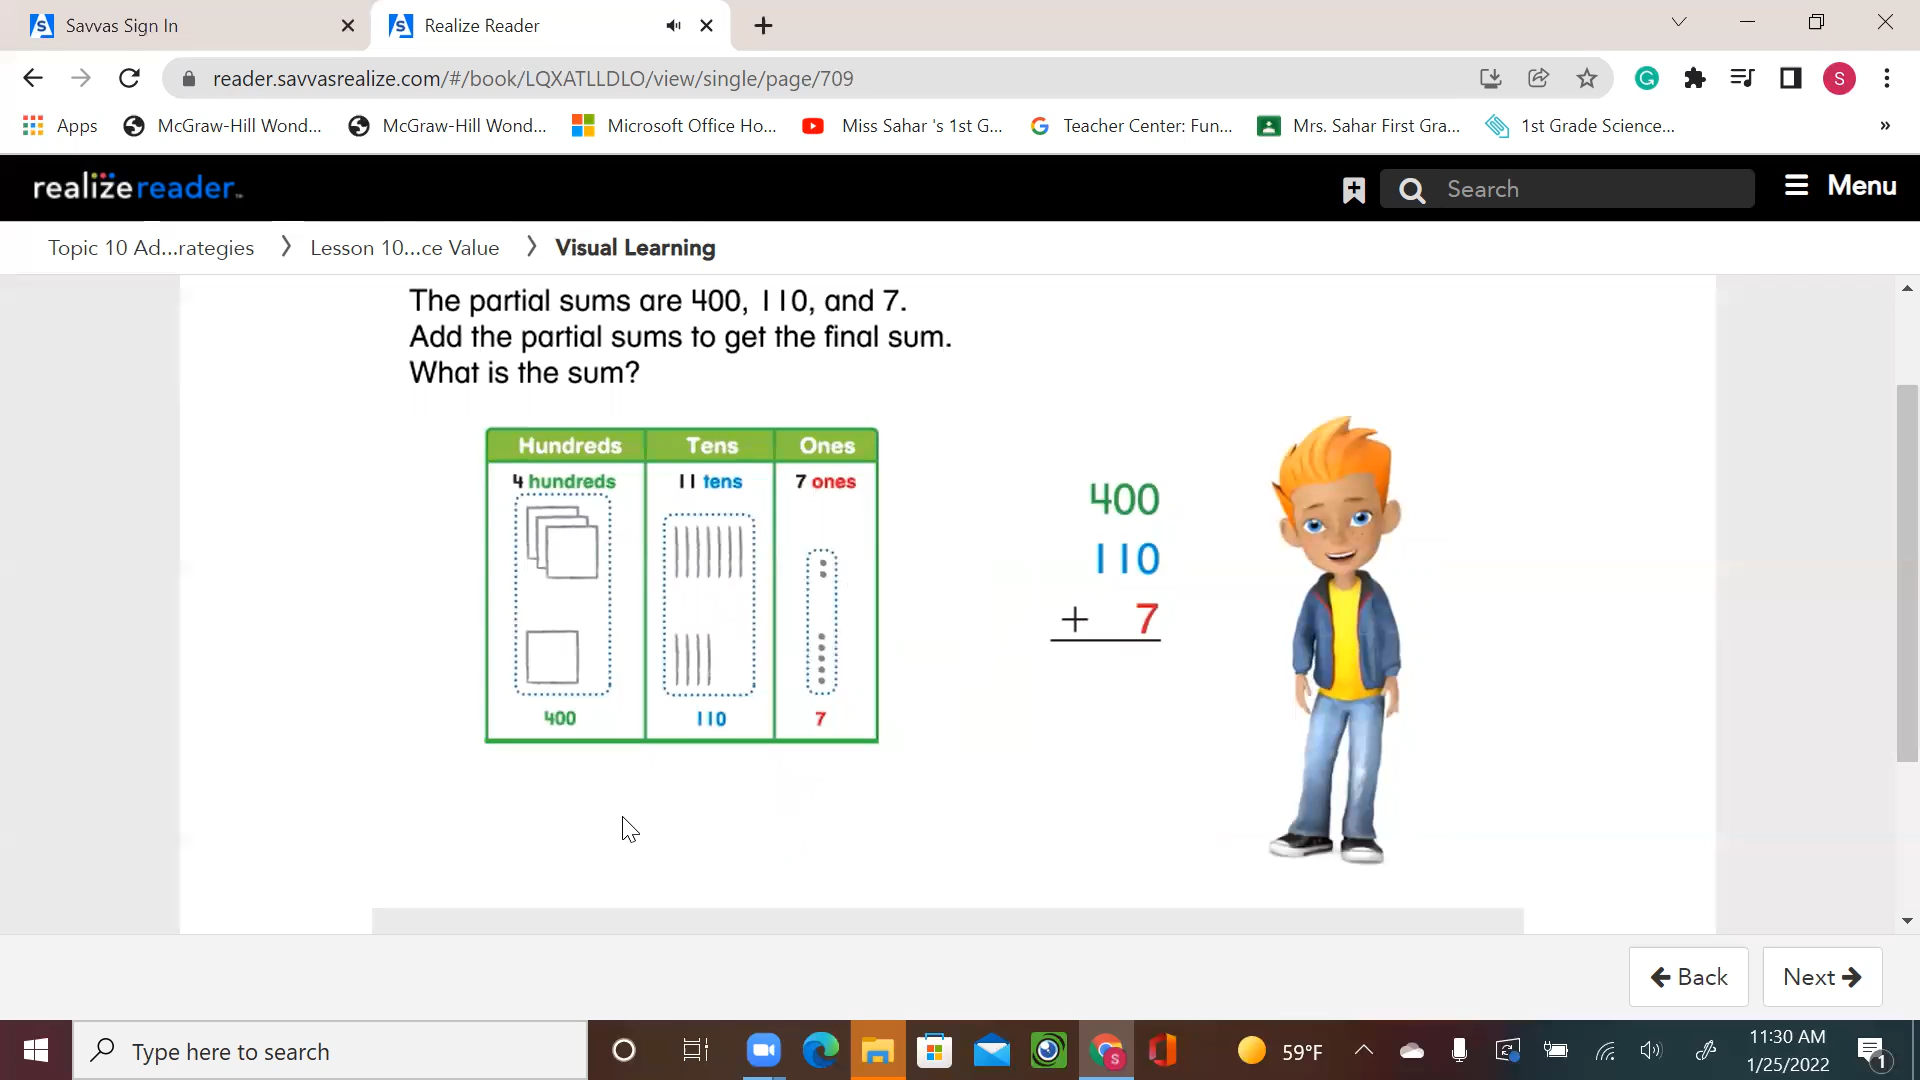 Savvas Sign In
Realize Reader
reader.savvasrealize.com/#/book/LQXATLLDLO/view/single/page/709
S
Apps McGraw-Hill Wond... McGraw-Hill Wond... Microsoft Office Ho... Miss Sahar 's 1st G... Teacher Center: Fun... Mrs. Sahar First Gra... 1st Grade Science... »
realizereader™ Search Menu
Topic 10 Ad...rategies > Lesson 10...ce Value > Visual Learning
The partial sums are 400, 110, and 7.
Add the partial sums to get the final sum.
What is the sum?
Hundreds Tens Ones
4 hundreds 11 tens 7 ones
400 110 7
400
110
+ 7
Back Next
Type here to search
59°F
11:30 AM
1/25/2022
1